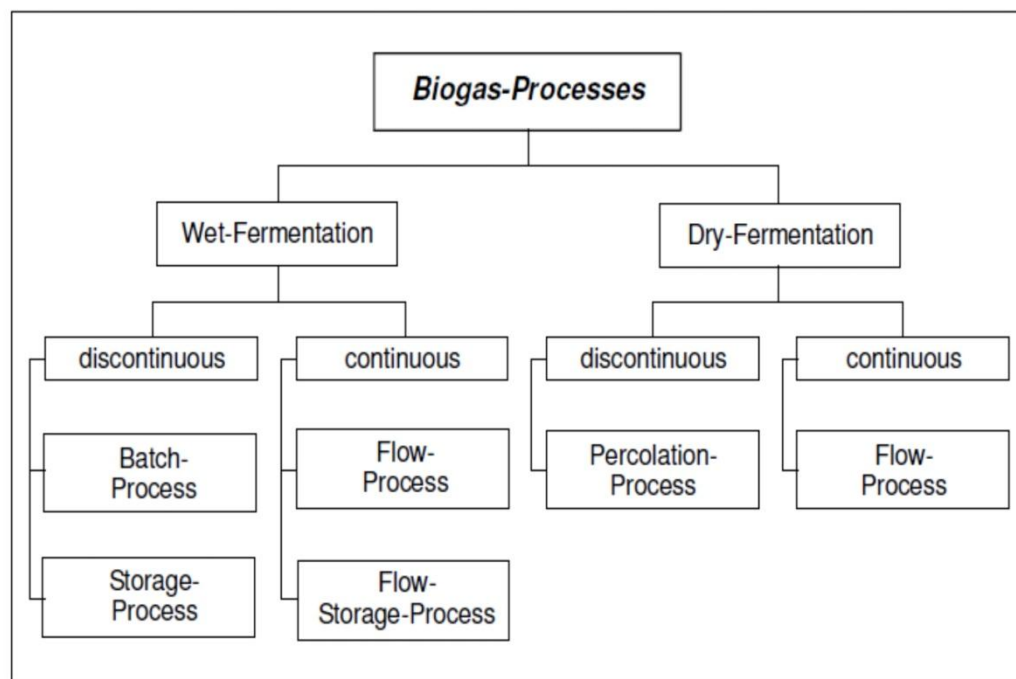 Biogas-Processes
Wet-Fermentation
Dry-Fermentation
discontinuous
continuous
discontinuous
continuous
Batch-
Process
Flow-
Process
Percolation-
Process
Flow-
Process
Storage-
Process
Flow-
Storage-Process